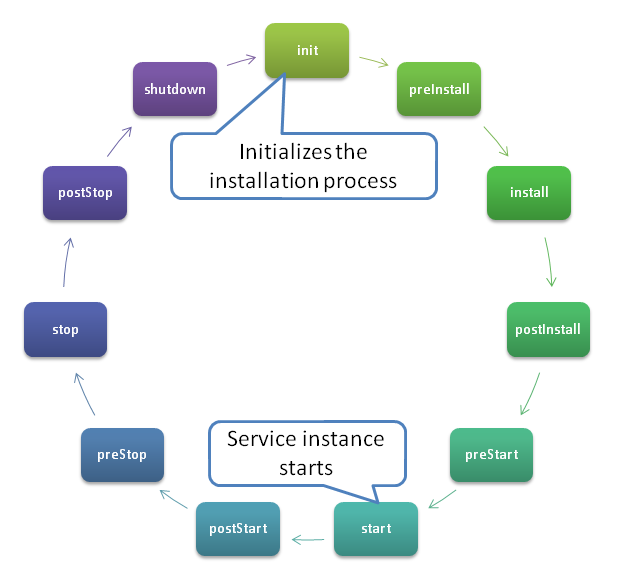 init
preInstall
install
postInstall
preStart
start
postStart
preStop
stop
postStop
shutdown
Initializes the
installation process
Service instance
starts